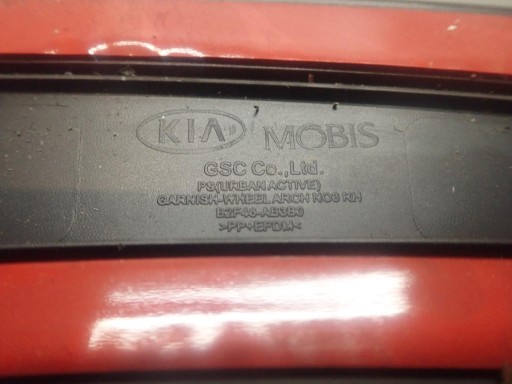 KIA MOBIS
GSC Co.,Ltd.
PS(URBAN ACTIVE)
GARNISH-WHEEL ARCH NO3 RH
>PP+EPDM<